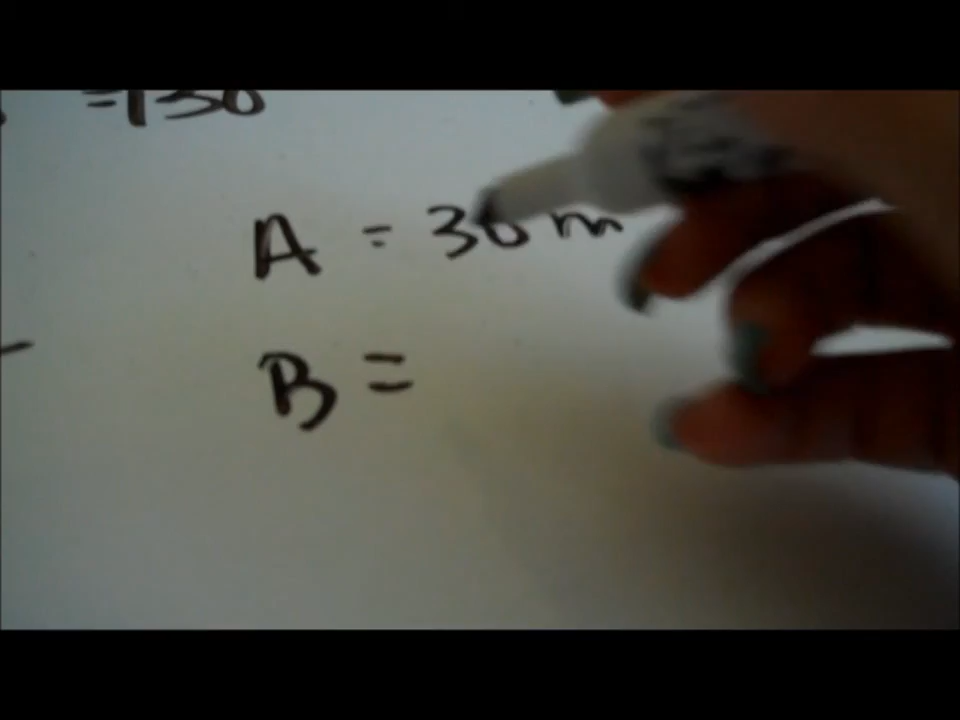 =130
A = 30 m
B =